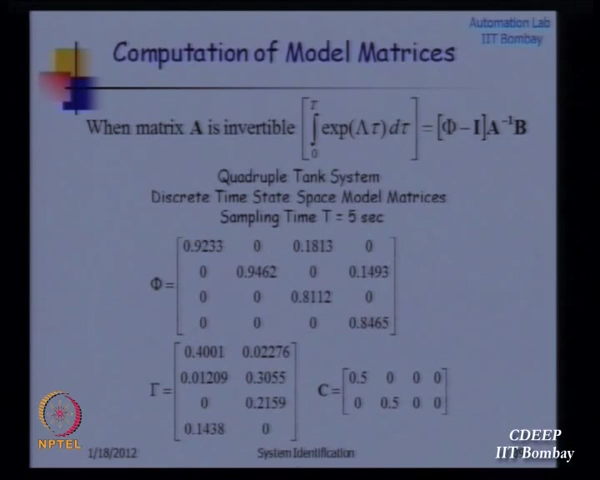 Automation Lab
IIT Bombay
Computation of Model Matrices
When matrix A is invertible [∫₀ᵀ exp(Λτ)dτ] = [Φ − I]A⁻¹B
Quadruple Tank System
Discrete Time State Space Model Matrices
Sampling Time T = 5 sec
Φ = [0.9233 0 0.1813 0
0 0.9462 0 0.1493
0 0 0.8112 0
0 0 0 0.8465]
Γ = [0.4001 0.02276
0.01209 0.3055
0 0.2159
0.1438 0]
C = [0.5 0 0 0
0 0.5 0 0]
NPTEL
1/18/2012
System Identification
CDEEP
IIT Bombay